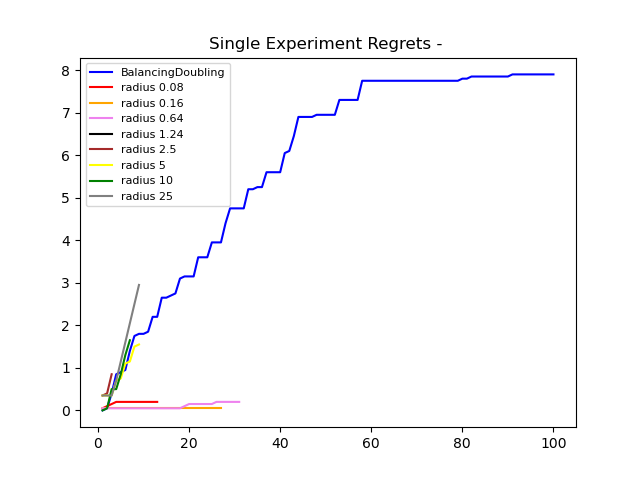 Single Experiment Regrets -
BalancingDoubling
radius 0.08
radius 0.16
radius 0.64
radius 1.24
radius 2.5
radius 5
radius 10
radius 25
8
7
6
5
4
3
2
1
0
0 20 40 60 80 100